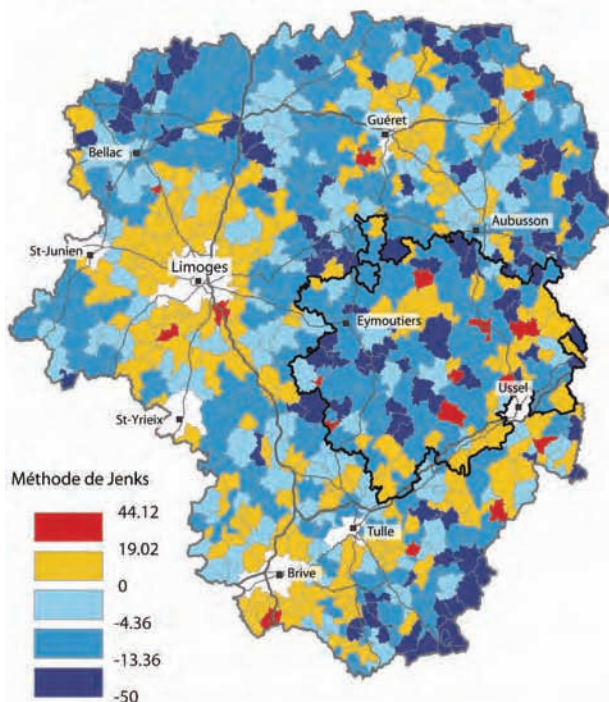 Guéret
Bellac
Aubusson
St-Junien
Limoges
Eymoutiers
Ussel
St-Yrieix
Méthode de Jenks
44.12
19.02
0
-4.36
-13.36
-50
Tulle
Brive